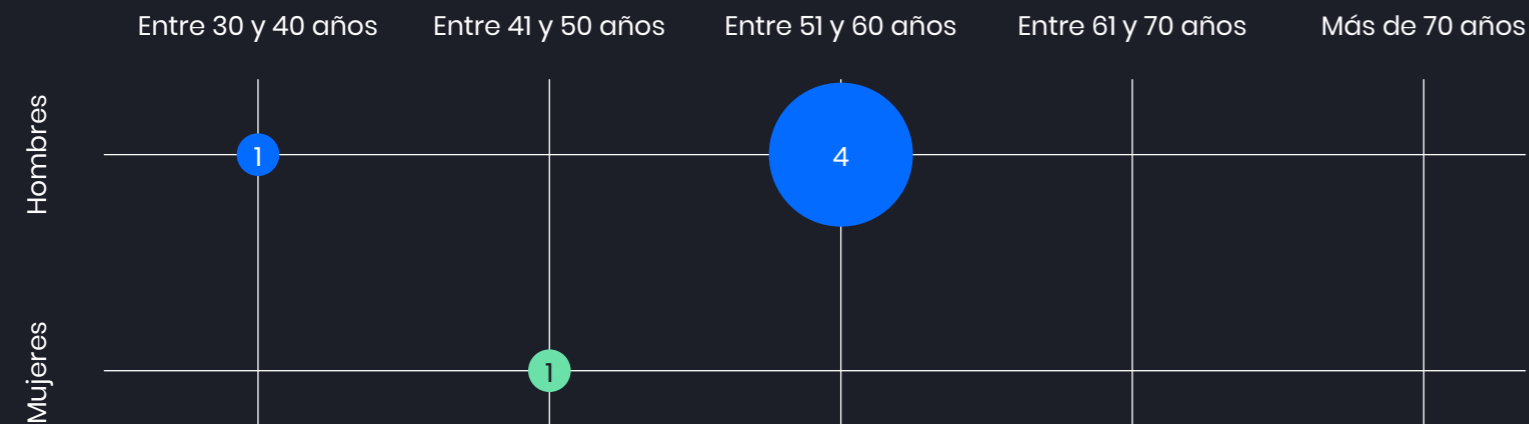 Entre 30 y 40 años
Entre 41 y 50 años
Entre 51 y 60 años
Entre 61 y 70 años
Más de 70 años
Hombres
1
4
Mujeres
1